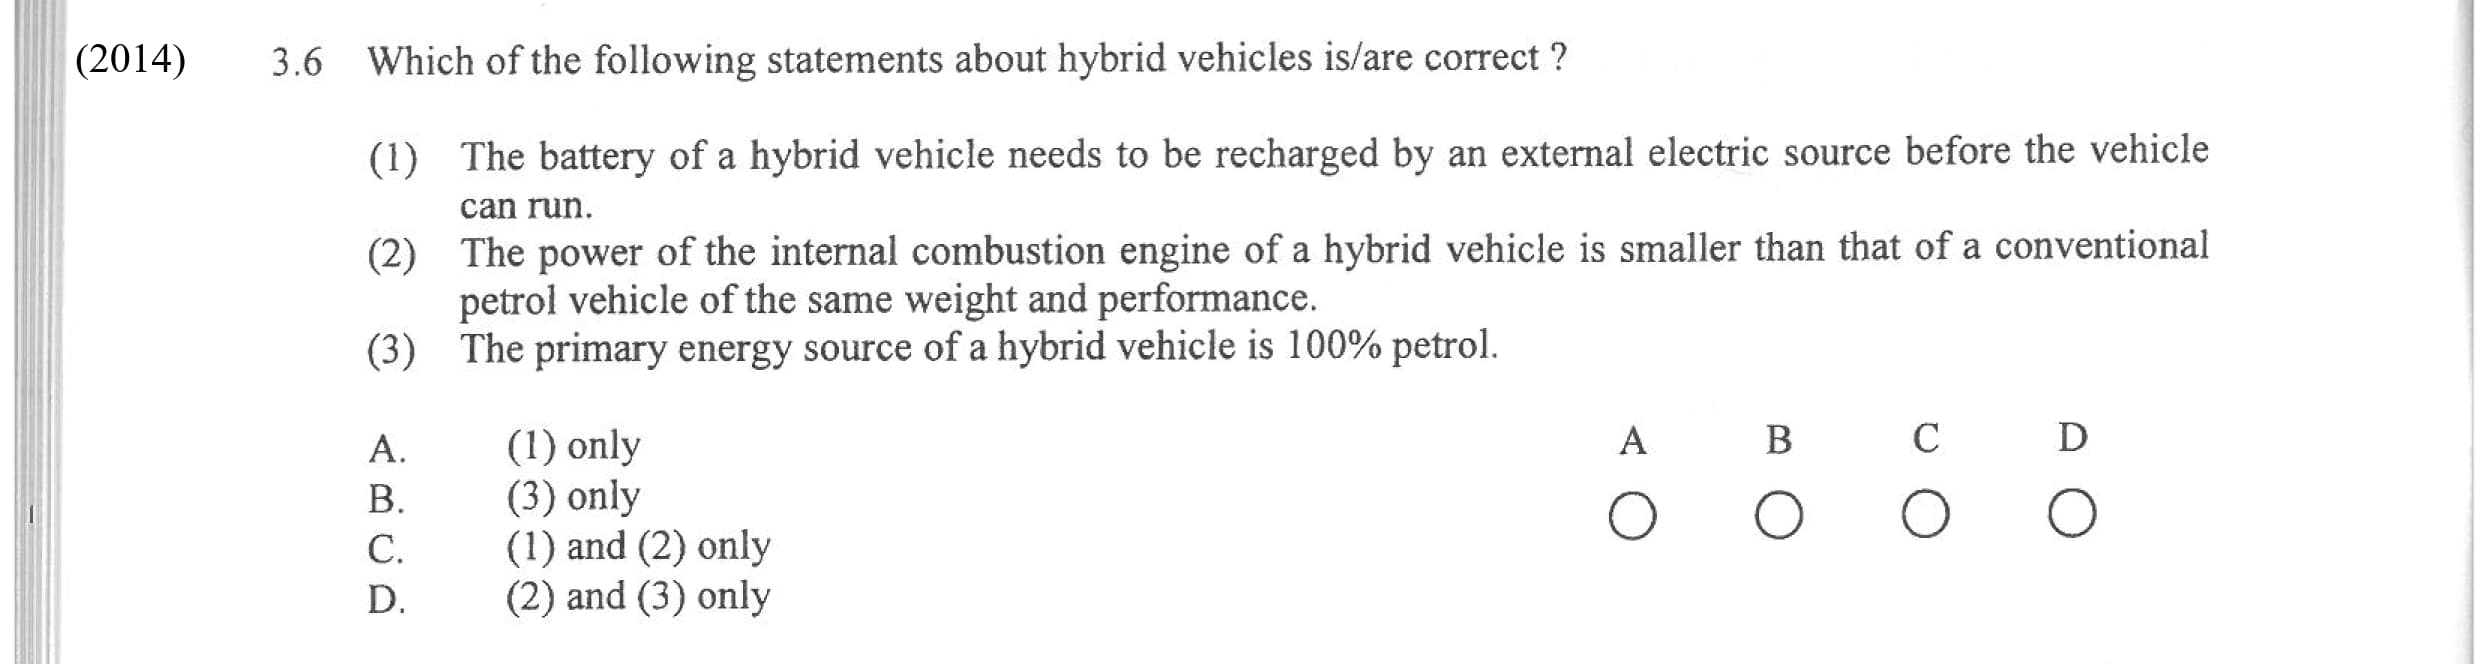 (2014) 3.6 Which of the following statements about hybrid vehicles is/are correct ?
(1) The battery of a hybrid vehicle needs to be recharged by an external electric source before the vehicle
can run.
(2) The power of the internal combustion engine of a hybrid vehicle is smaller than that of a conventional
petrol vehicle of the same weight and performance.
(3) The primary energy source of a hybrid vehicle is 100% petrol.
A. (1) only A B C D
B. (3) only
C. (1) and (2) only
D. (2) and (3) only